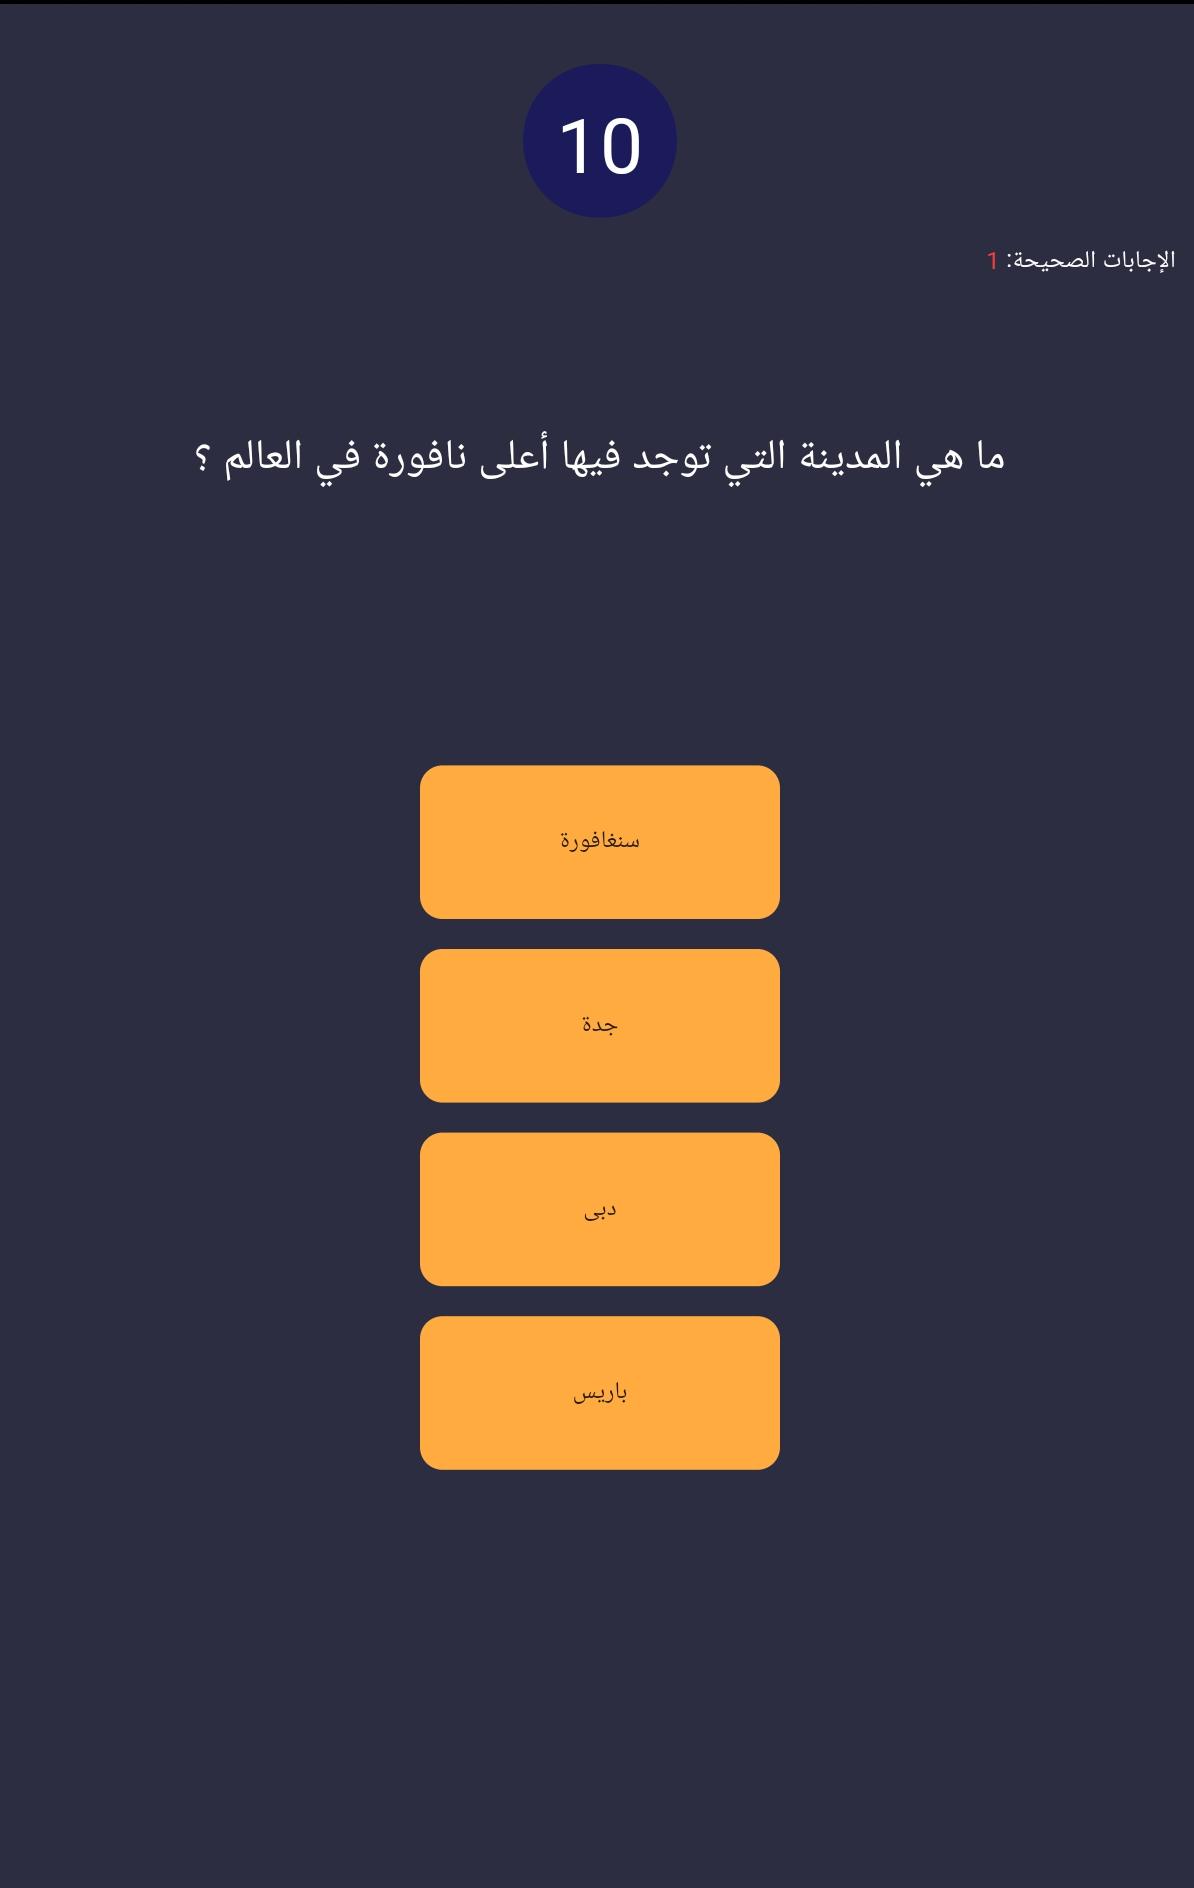 10
الإجابات الصحيحة: 1
ما هي المدينة التي توجد فيها أعلى نافورة في العالم ؟
سنغافورة
جدة
دبى
باريس